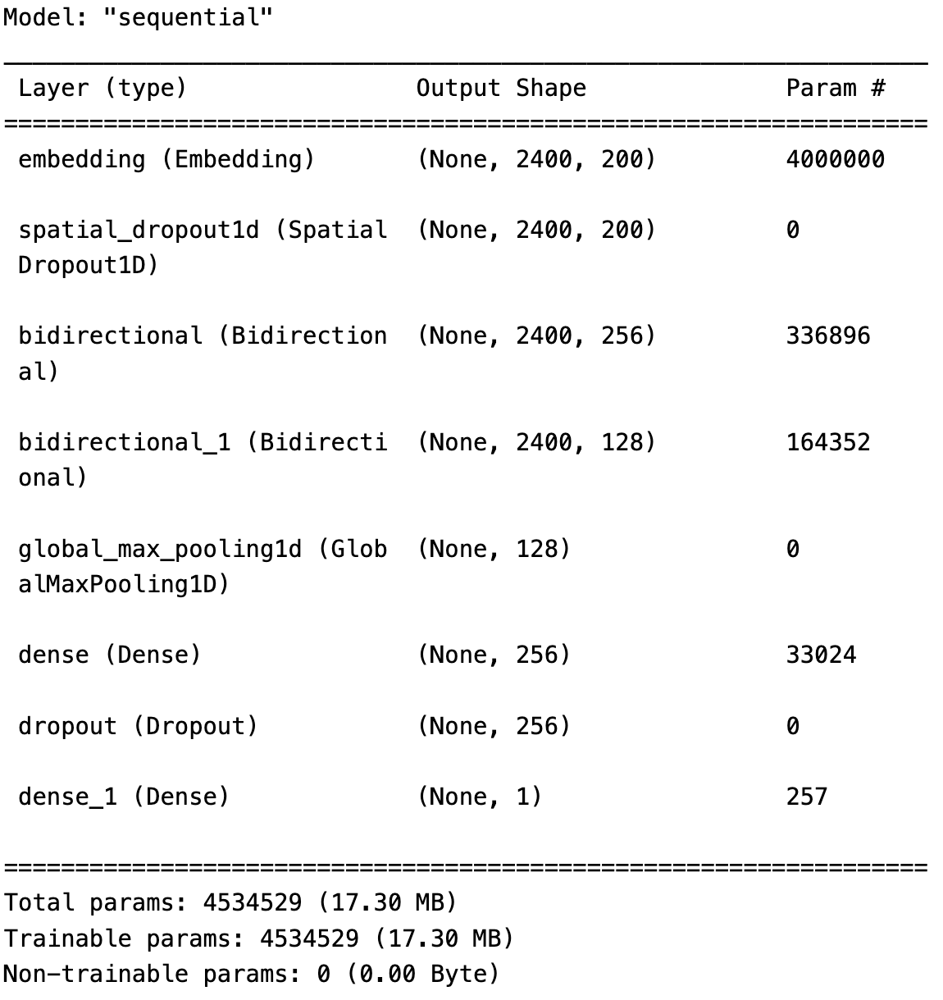 Model: "sequential"
_________________________________________________________________
Layer (type)                Output Shape              Param #
=================================================================
embedding (Embedding)       (None, 2400, 200)         4000000
spatial_dropout1d (Spatial  (None, 2400, 200)         0
Dropout1D)
bidirectional (Bidirection  (None, 2400, 256)         336896
al)
bidirectional_1 (Bidirecti  (None, 2400, 128)         164352
onal)
global_max_pooling1d (Glob  (None, 128)               0
alMaxPooling1D)
dense (Dense)               (None, 256)               33024
dropout (Dropout)           (None, 256)               0
dense_1 (Dense)             (None, 1)                 257
=================================================================
Total params: 4534529 (17.30 MB)
Trainable params: 4534529 (17.30 MB)
Non-trainable params: 0 (0.00 Byte)